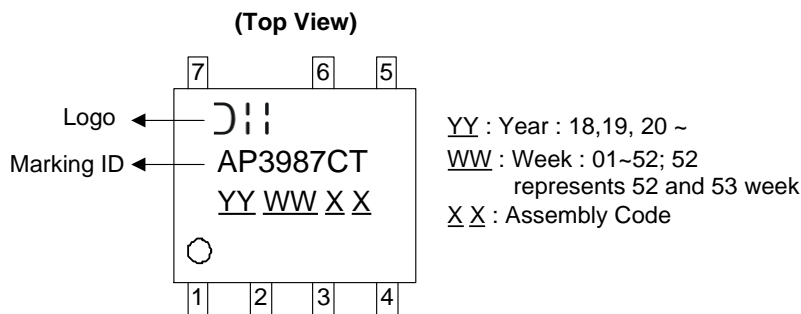 (Top View)
7 6 5
Logo
Marking ID
AP3987CT
YY WW X X
1 2 3 4
YY : Year : 18,19, 20 ~
WW : Week : 01~52; 52
represents 52 and 53 week
X X : Assembly Code